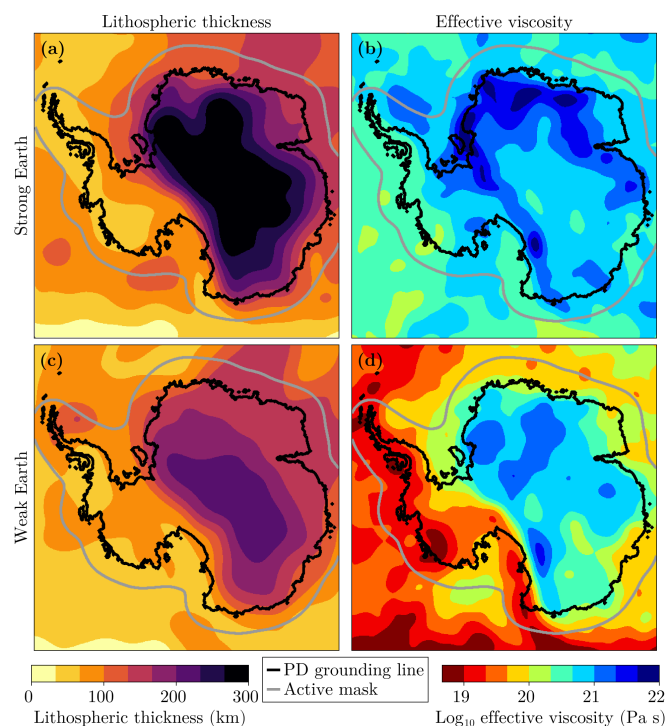 Lithospheric thickness
Effective viscosity
Strong Earth
(a)
(b)
Weak Earth
(c)
(d)
PD grounding line
Active mask
0 100 200 300
Lithospheric thickness (km)
19 20 21 22
Log₁₀ effective viscosity (Pa s)